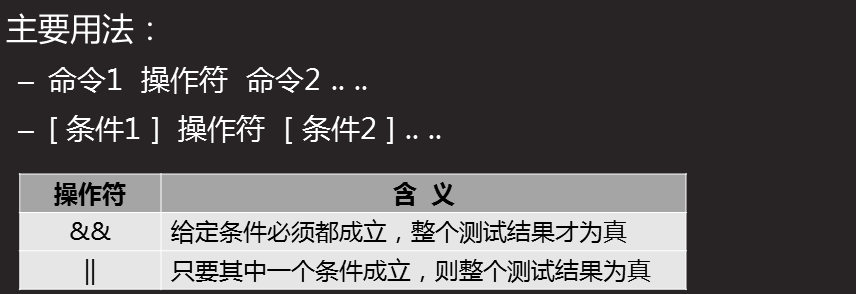 主要用法：
– 命令1 操作符 命令2 .. ..
– [ 条件1 ] 操作符 [ 条件2 ] .. ..
操作符 含 义
&& 给定条件必须都成立，整个测试结果才为真
|| 只要其中一个条件成立，则整个测试结果为真